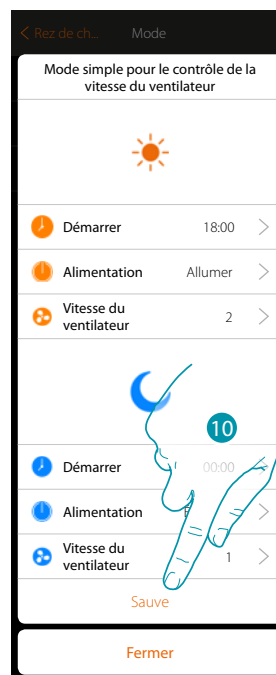 < Rez de ch... Mode
Mode simple pour le contrôle de la
vitesse du ventilateur
Démarrer 18:00
Alimentation Allumer
Vitesse du
ventilateur 2
10
Démarrer 00:00
Alimentation
Vitesse du
ventilateur 1
Sauve
Fermer